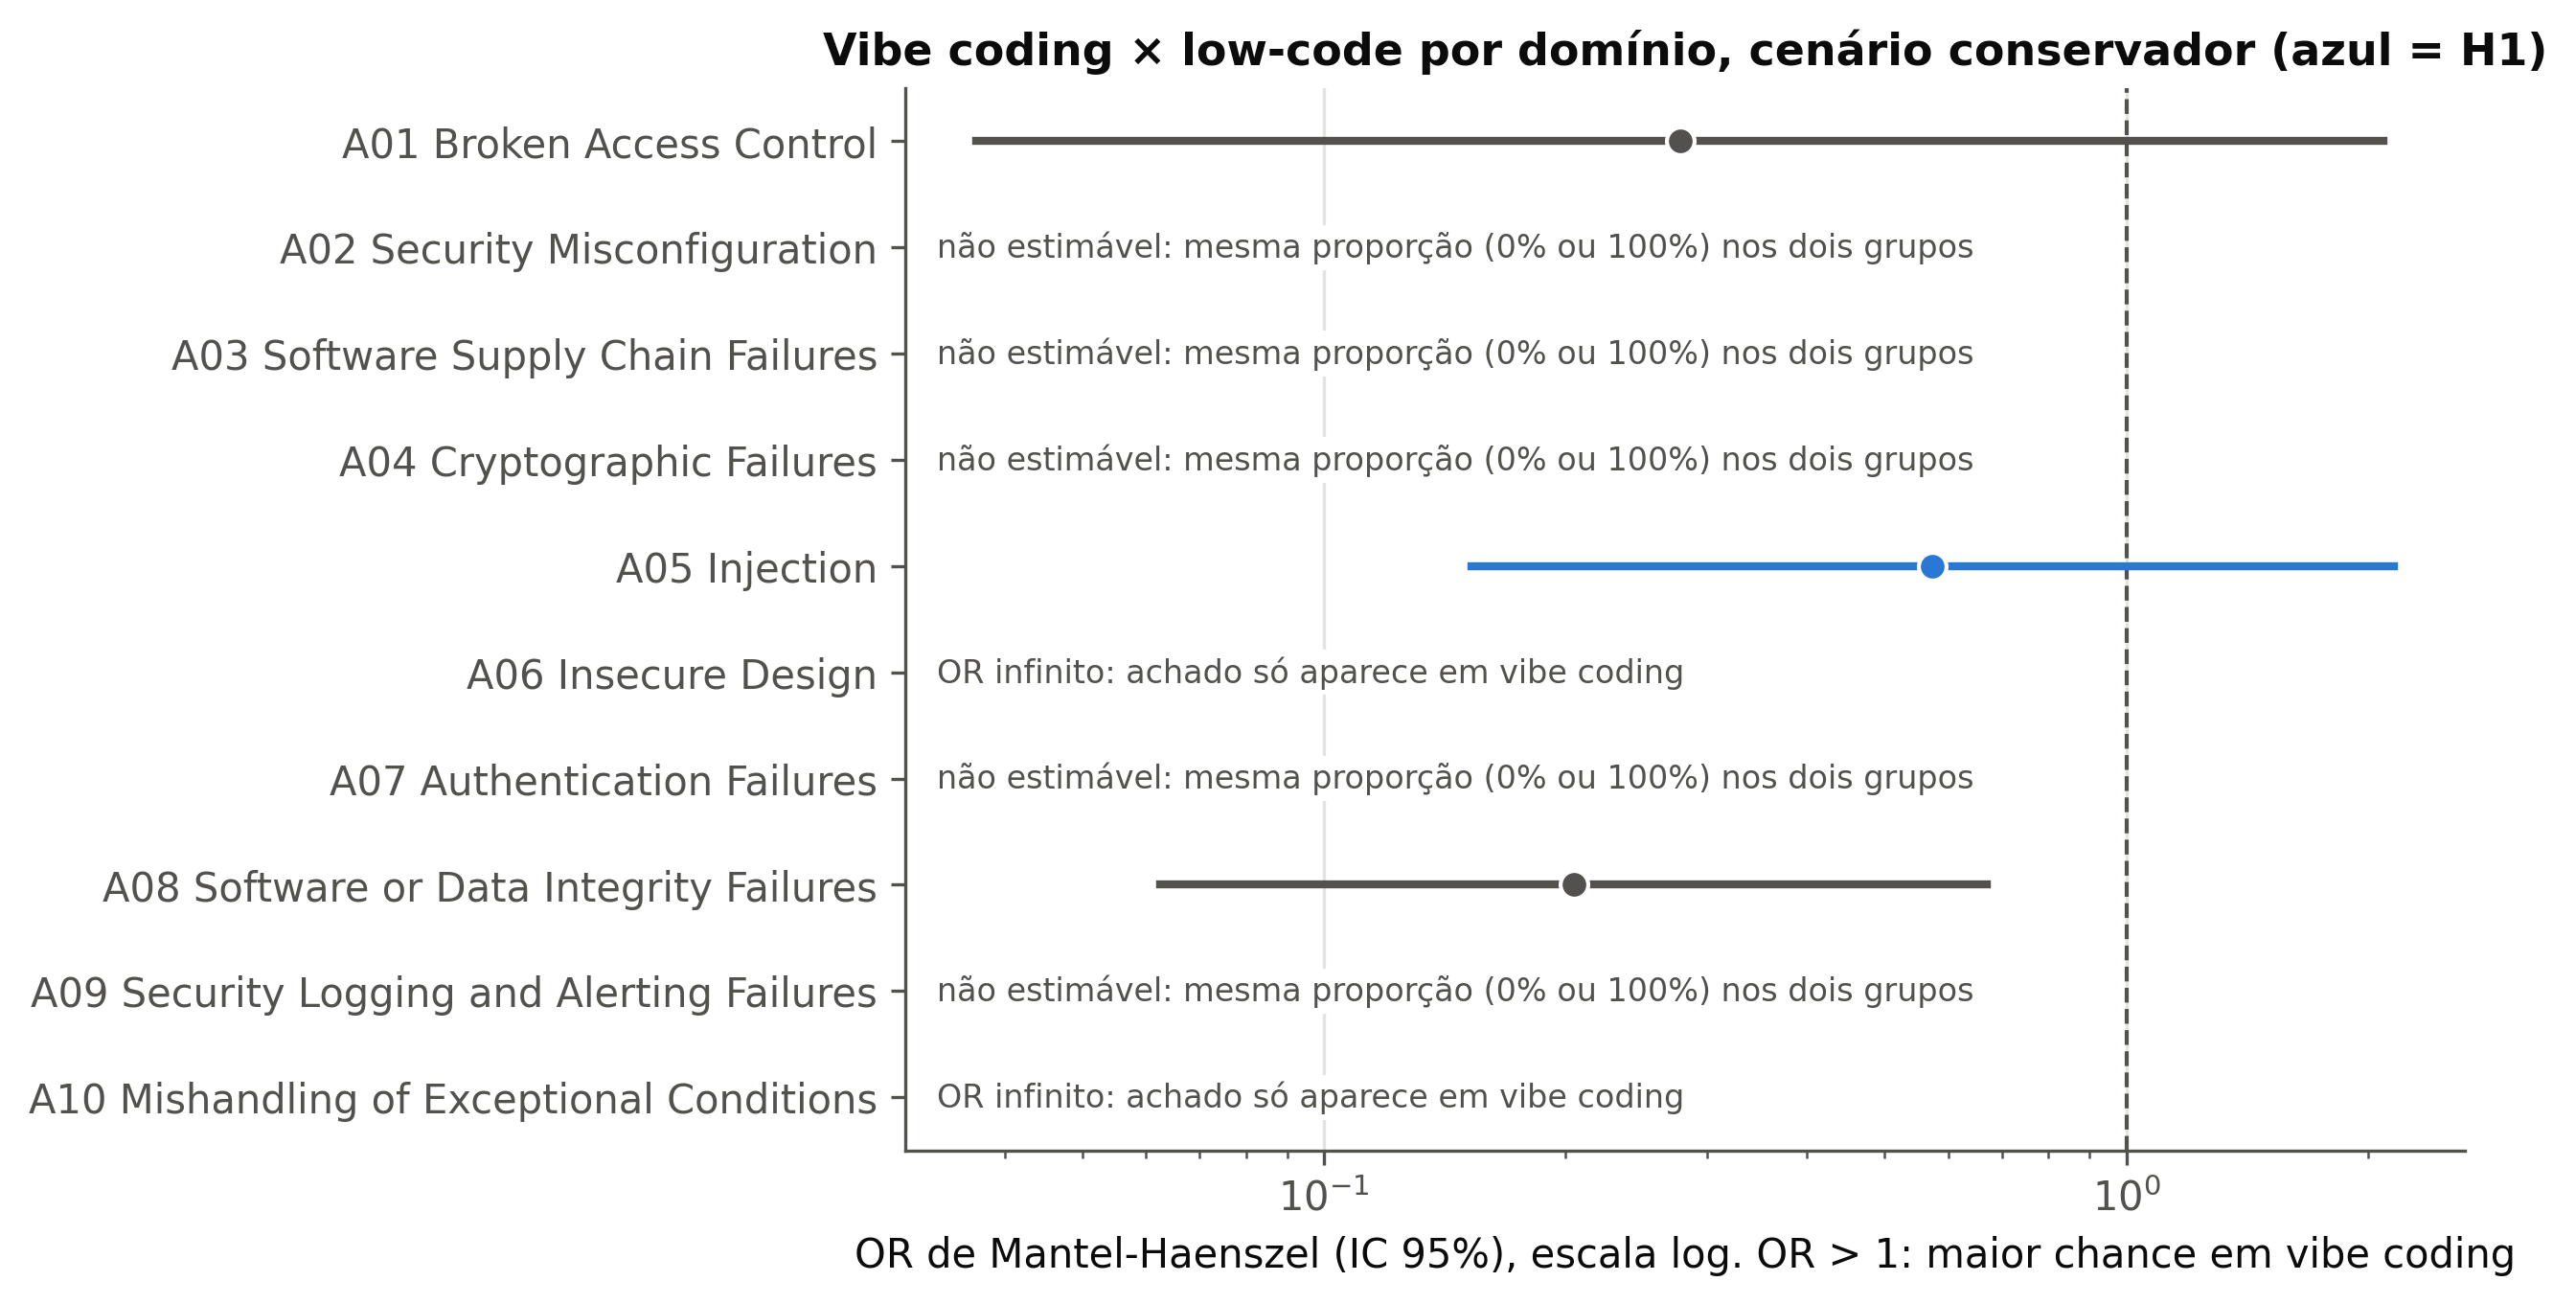 Vibe coding × low-code por domínio, cenário conservador (azul = H1)
A01 Broken Access Control
A02 Security Misconfiguration
não estimável: mesma proporção (0% ou 100%) nos dois grupos
A03 Software Supply Chain Failures
não estimável: mesma proporção (0% ou 100%) nos dois grupos
A04 Cryptographic Failures
não estimável: mesma proporção (0% ou 100%) nos dois grupos
A05 Injection
A06 Insecure Design
OR infinito: achado só aparece em vibe coding
A07 Authentication Failures
não estimável: mesma proporção (0% ou 100%) nos dois grupos
A08 Software or Data Integrity Failures
A09 Security Logging and Alerting Failures
não estimável: mesma proporção (0% ou 100%) nos dois grupos
A10 Mishandling of Exceptional Conditions
OR infinito: achado só aparece em vibe coding
10⁻¹
10⁰
OR de Mantel-Haenszel (IC 95%), escala log. OR > 1: maior chance em vibe coding